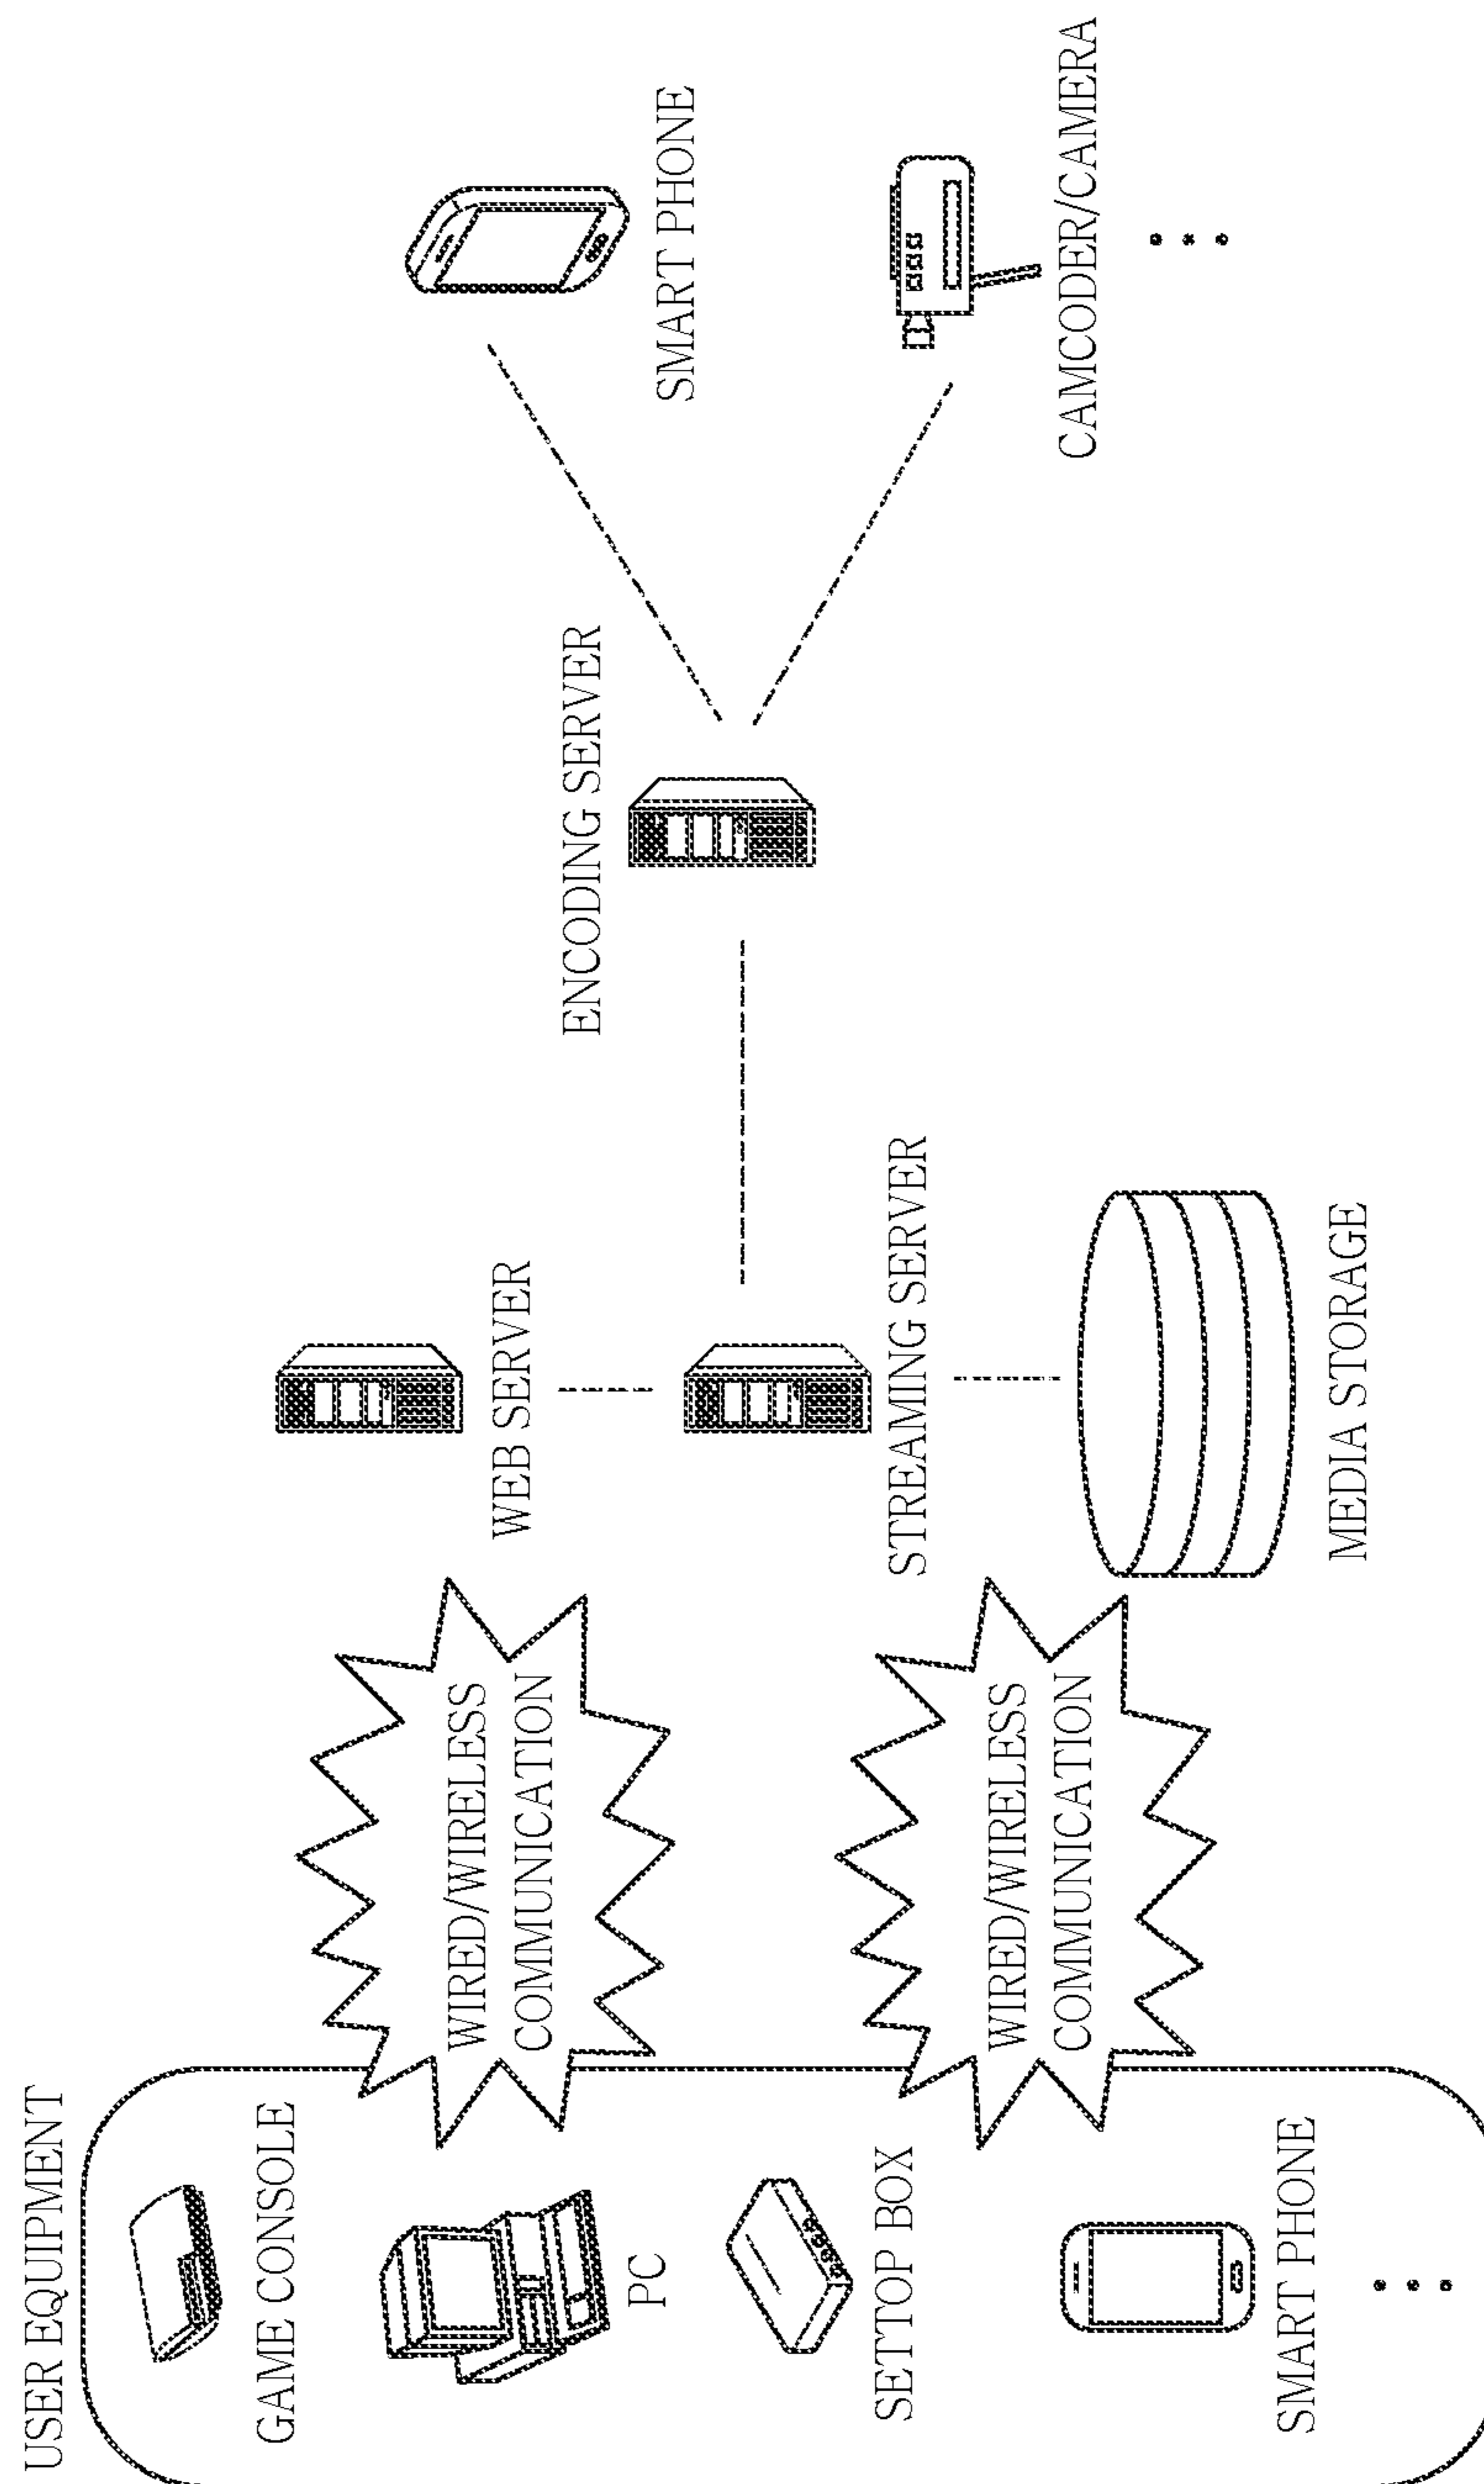 USER EQUIPMENT
GAME CONSOLE
PC
SETTOP BOX
SMART PHONE
WIRED/WIRELESS
COMMUNICATION
WIRED/WIRELESS
COMMUNICATION
WEB SERVER
STREAMING SERVER
MEDIA STORAGE
ENCODING SERVER
SMART PHONE
CAMCODER/CAMERA